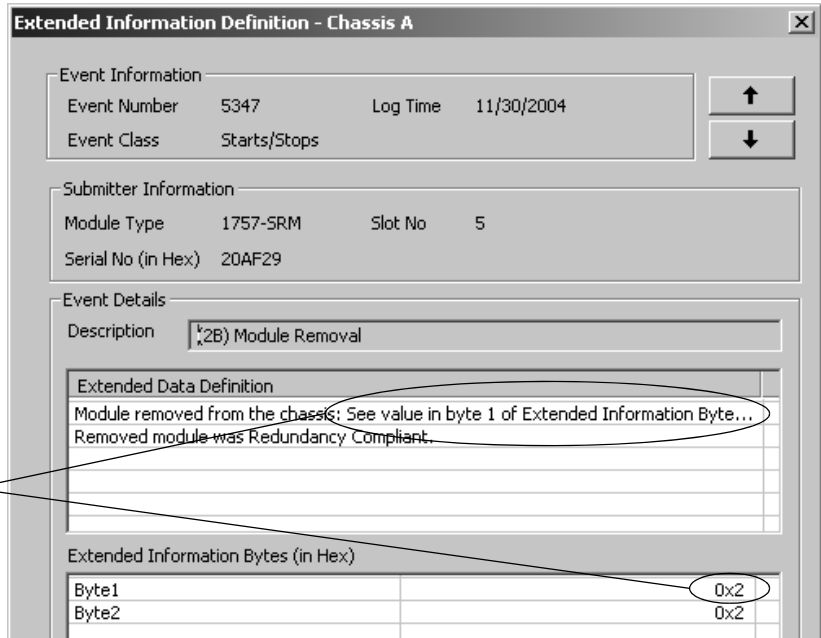 Extended Information Definition - Chassis A
Event Information
Event Number 5347 Log Time 11/30/2004
Event Class Starts/Stops
Submitter Information
Module Type 1757-SRM Slot No 5
Serial No (in Hex) 20AF29
Event Details
Description (2B) Module Removal
Extended Data Definition
Module removed from the chassis: See value in byte 1 of Extended Information Byte...
Removed module was Redundancy Compliant.
Extended Information Bytes (in Hex)
Byte1 0x2
Byte2 0x2